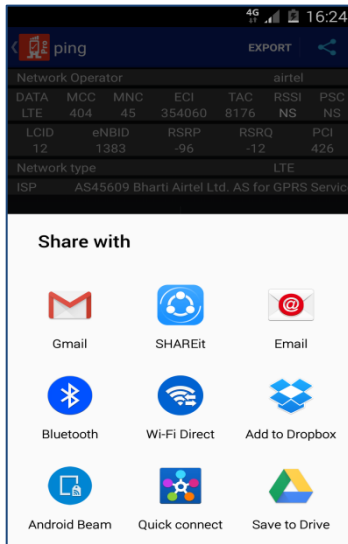 4G 16:24
Pro ping EXPORT
Network Operator airtel
DATA MCC MNC ECI TAC RSSI PSC
LTE 404 45 354060 8176 NS NS
LCID eNBID RSRP RSRQ PCI
12 1383 -96 -12 426
Network type LTE
ISP AS45609 Bharti Airtel Ltd. AS for GPRS Service
Share with
Gmail SHAREit Email
Bluetooth Wi-Fi Direct Add to Dropbox
Android Beam Quick connect Save to Drive